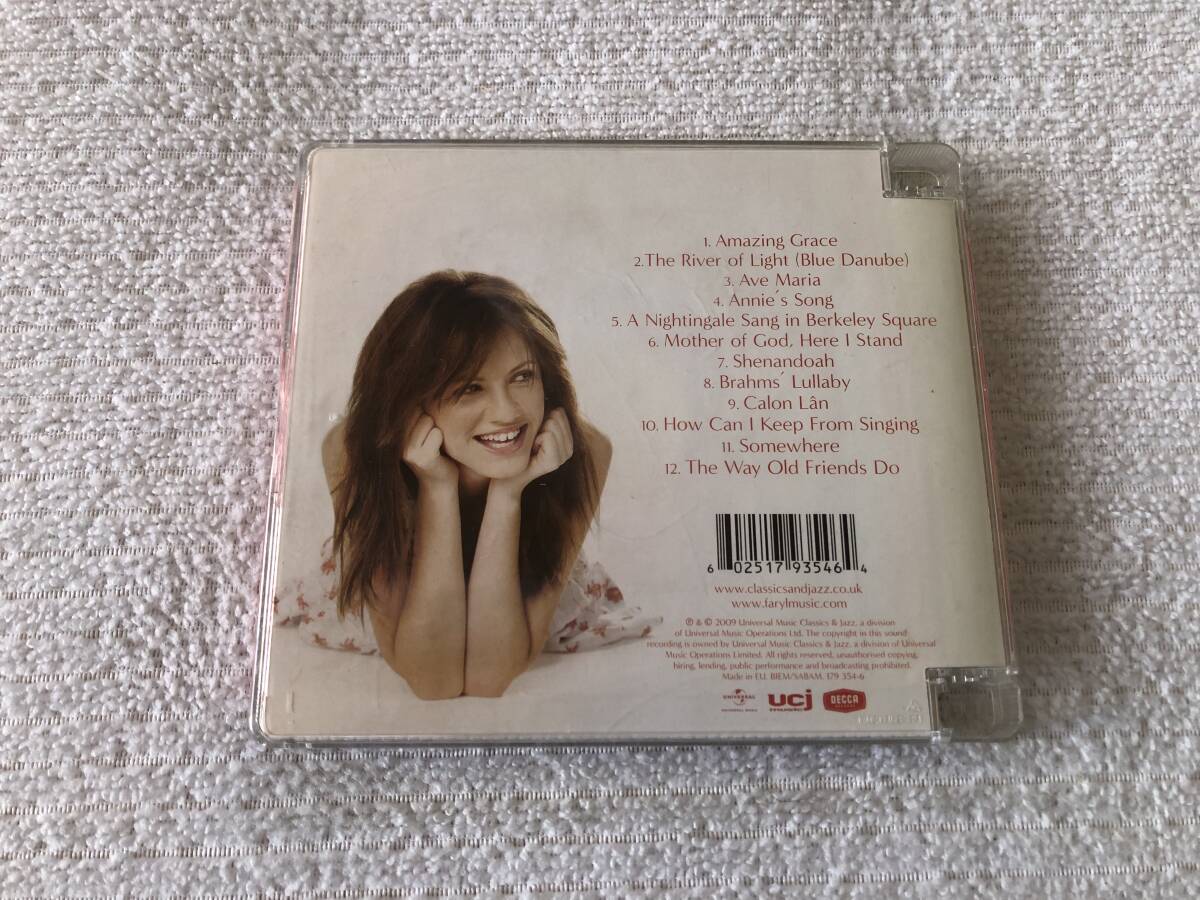 1. Amazing Grace
2.The River of Light (Blue Danube)
3. Ave Maria
4. Annie´s Song
5. A Nightingale Sang in Berkeley Square
6. Mother of God, Here I Stand
7. Shenandoah
8. Brahms´ Lullaby
9. Calon Lân
10. How Can I Keep From Singing
11. Somewhere
12. The Way Old Friends Do
6 02517 93546 4
www.classicsandjazz.co.uk
www.farylmusic.com
℗ & © 2009 Universal Music Classics & Jazz, a division
of Universal Music Operations Ltd. The copyright in this sound
recording is owned by Universal Music Classics & Jazz, a division of Universal
Music Operations Limited. All rights reserved, unauthorised copying,
hiring, lending, public performance and broadcasting prohibited.
Made in E.U. BIEM/SABAM. 179 354-6
UNIVERSAL
UNIVERSAL MUSIC
ucj
DECCA